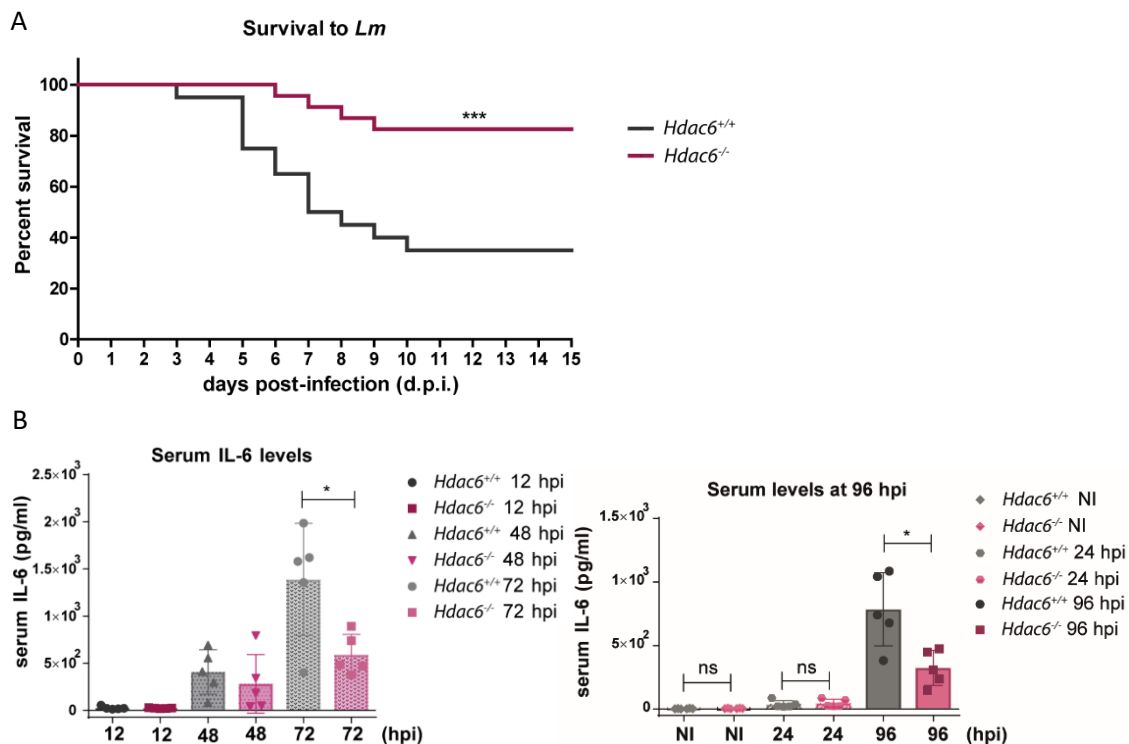 A
Survival to Lm
Percent survival
100
80
60
40
20
0
***
Hdac6+/+
Hdac6-/-
0 1 2 3 4 5 6 7 8 9 10 11 12 13 14 15
days post-infection (d.p.i.)
B
Serum IL-6 levels
serum IL-6 (pg/ml)
2.5×10³
2×10³
1.5×10³
1×10³
5×10²
0
*
12 12 48 48 72 72 (hpi)
Hdac6+/+ 12 hpi
Hdac6-/- 12 hpi
Hdac6+/+ 48 hpi
Hdac6-/- 48 hpi
Hdac6+/+ 72 hpi
Hdac6-/- 72 hpi
Serum levels at 96 hpi
serum IL-6 (pg/ml)
1.5×10³
1×10³
5×10²
0
ns
ns
*
NI NI 24 24 96 96 (hpi)
Hdac6+/+ NI
Hdac6-/- NI
Hdac6+/+ 24 hpi
Hdac6-/- 24 hpi
Hdac6+/+ 96 hpi
Hdac6-/- 96 hpi